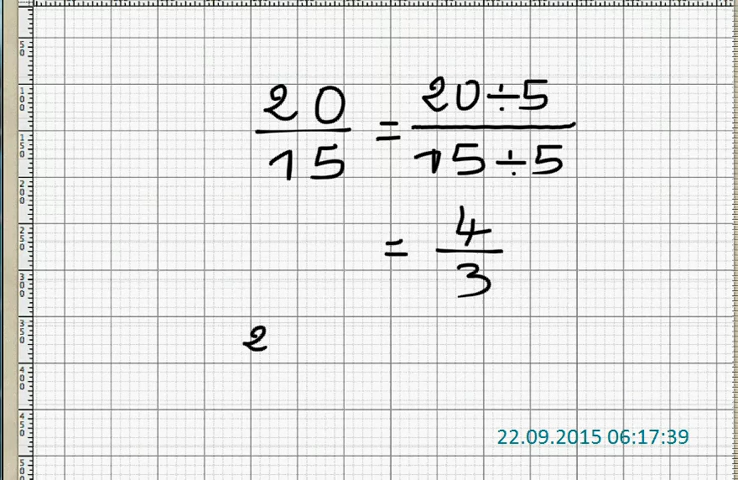 20/15 = 20÷5/15÷5
= 4/3
2
22.09.2015 06:17:39